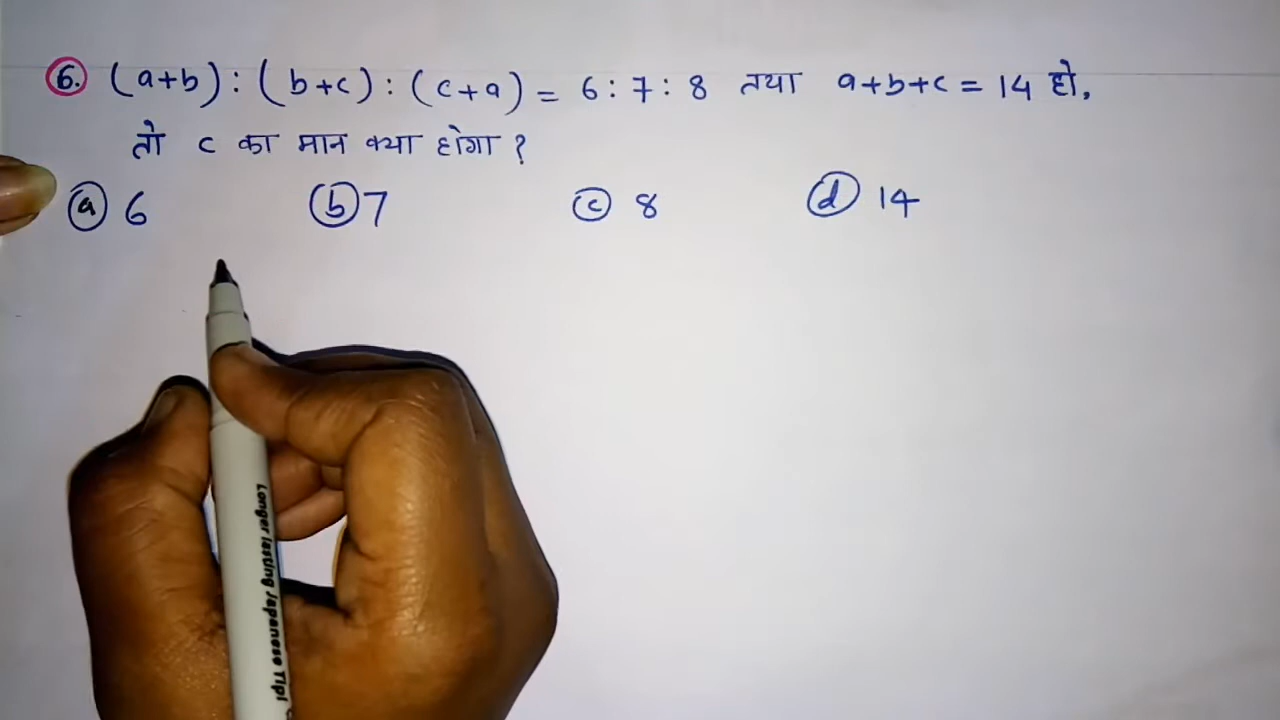 6. (a+b) : (b+c) : (c+a) = 6 : 7 : 8 तथा a+b+c = 14 हो,
तो c का मान क्या होगा ?
(a) 6 (b) 7 (c) 8 (d) 14
Longer lasting Japanese Tip